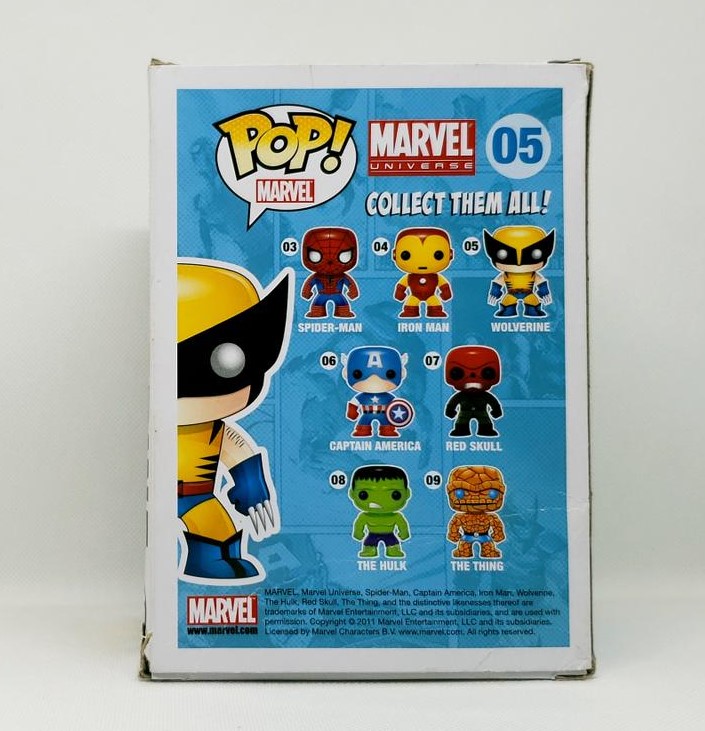 POP!
MARVEL
MARVEL
UNIVERSE
05
COLLECT THEM ALL!
03 04 05
SPIDER-MAN IRON MAN WOLVERINE
06 07
A
CAPTAIN AMERICA RED SKULL
08 09
THE HULK THE THING
MARVEL
www.marvel.com
MARVEL, Marvel Universe, Spider-Man, Captain America, Iron Man, Wolverine,
The Hulk, Red Skull, The Thing, and the distinctive likenesses thereof are
trademarks of Marvel Entertainment, LLC and its subsidiaries, and are used with
permission. Copyright © 2011 Marvel Entertainment, LLC and its subsidiaries.
Licensed by Marvel Characters B.V. www.marvel.com. All rights reserved.